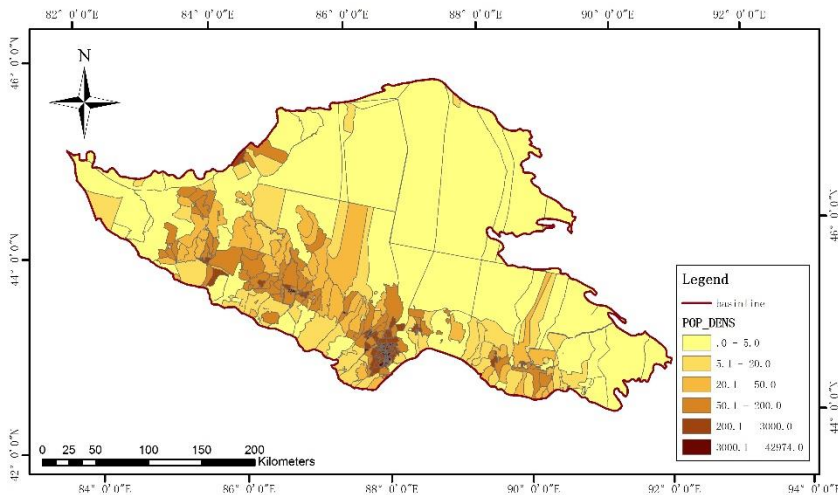 82° 0'0"E 84° 0'0"E 86° 0'0"E 88° 0'0"E 90° 0'0"E 92° 0'0"E
46° 0'0"N
N
46° 0'0"N
44° 0'0"N
Legend
basinline
POP_DENS
.0 - 5.0
5.1 - 20.0
20.1 - 50.0
50.1 - 200.0
200.1 - 3000.0
3000.1 - 42974.0
44° 0'0"N
0 25 50 100 150 200
Kilometers
42° 0'0"N
84° 0'0"E 86° 0'0"E 88° 0'0"E 90° 0'0"E 92° 0'0"E 94° 0'0"E